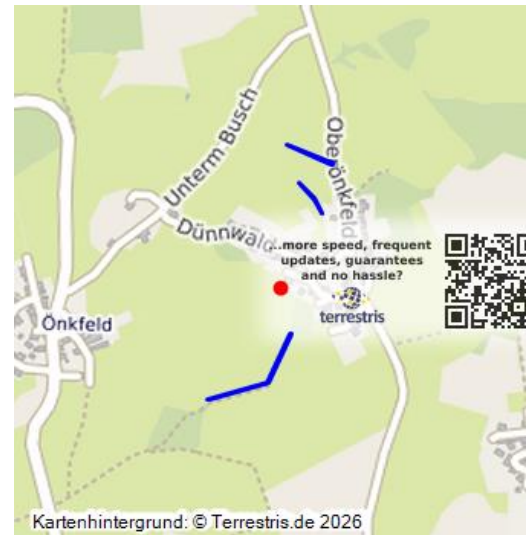 Unterm Busch
Oberönkfeld
Dünnwald
...more speed, frequent
updates, guarantees
and no hassle?
terrestris
Önkfeld
Kartenhintergrund: © Terrestris.de 2026